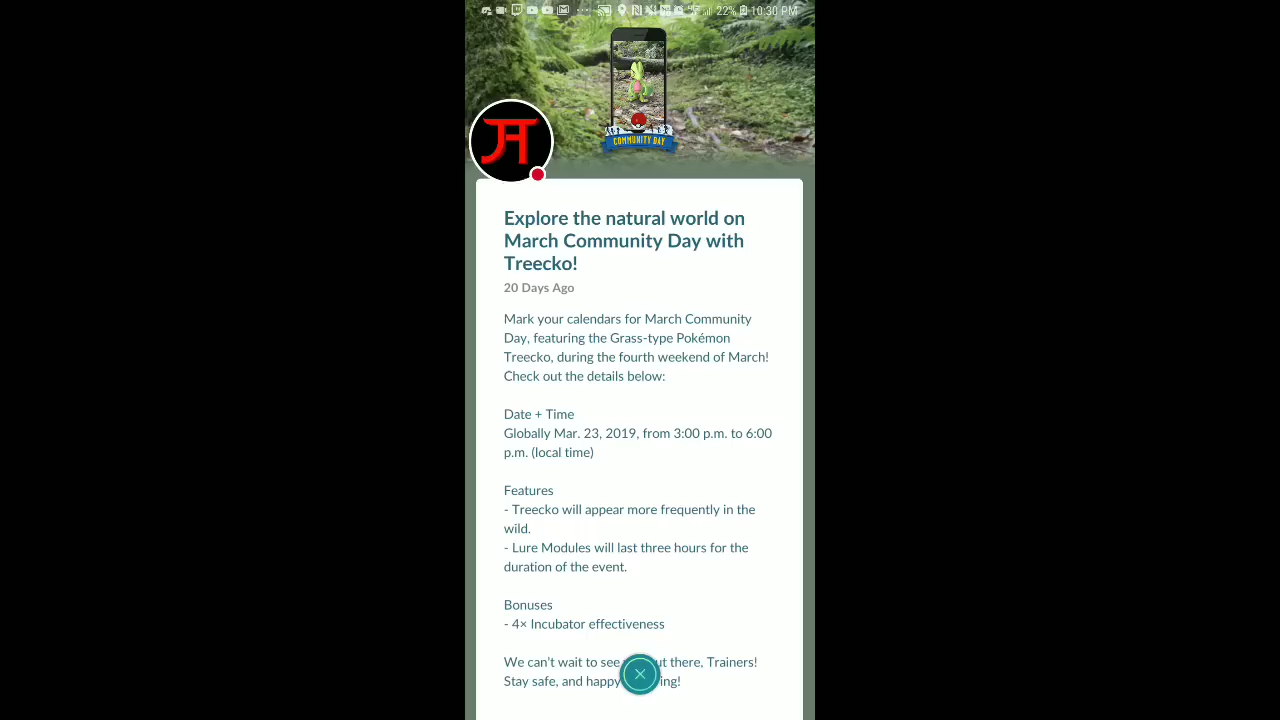 22% 10:30 PM
COMMUNITY DAY
Explore the natural world on
March Community Day with
Treecko!
20 Days Ago
Mark your calendars for March Community
Day, featuring the Grass-type Pokémon
Treecko, during the fourth weekend of March!
Check out the details below:
Date + Time
Globally Mar. 23, 2019, from 3:00 p.m. to 6:00
p.m. (local time)
Features
- Treecko will appear more frequently in the
wild.
- Lure Modules will last three hours for the
duration of the event.
Bonuses
- 4× Incubator effectiveness
We can't wait to see ut there, Trainers!
Stay safe, and happy ing!